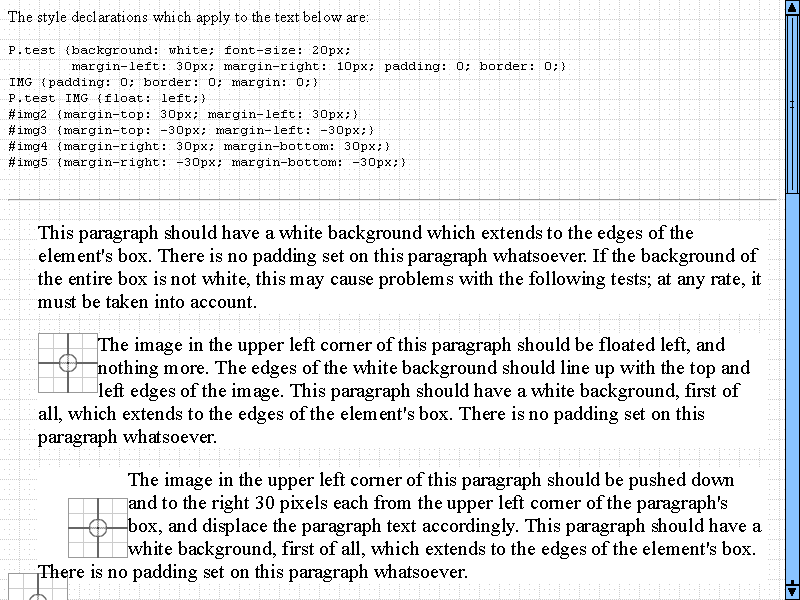 The style declarations which apply to the text below are:
P.test {background: white; font-size: 20px;
margin-left: 30px; margin-right: 10px; padding: 0; border: 0;}
IMG {padding: 0; border: 0; margin: 0;}
P.test IMG {float: left;}
#img2 {margin-top: 30px; margin-left: 30px;}
#img3 {margin-top: -30px; margin-left: -30px;}
#img4 {margin-right: 30px; margin-bottom: 30px;}
#img5 {margin-right: -30px; margin-bottom: -30px;}
This paragraph should have a white background which extends to the edges of the
element's box. There is no padding set on this paragraph whatsoever. If the background of
the entire box is not white, this may cause problems with the following tests; at any rate, it
must be taken into account.
The image in the upper left corner of this paragraph should be floated left, and
nothing more. The edges of the white background should line up with the top and
left edges of the image. This paragraph should have a white background, first of
all, which extends to the edges of the element's box. There is no padding set on this
paragraph whatsoever.
The image in the upper left corner of this paragraph should be pushed down
and to the right 30 pixels each from the upper left corner of the paragraph's
box, and displace the paragraph text accordingly. This paragraph should have a
white background, first of all, which extends to the edges of the element's box.
There is no padding set on this paragraph whatsoever.